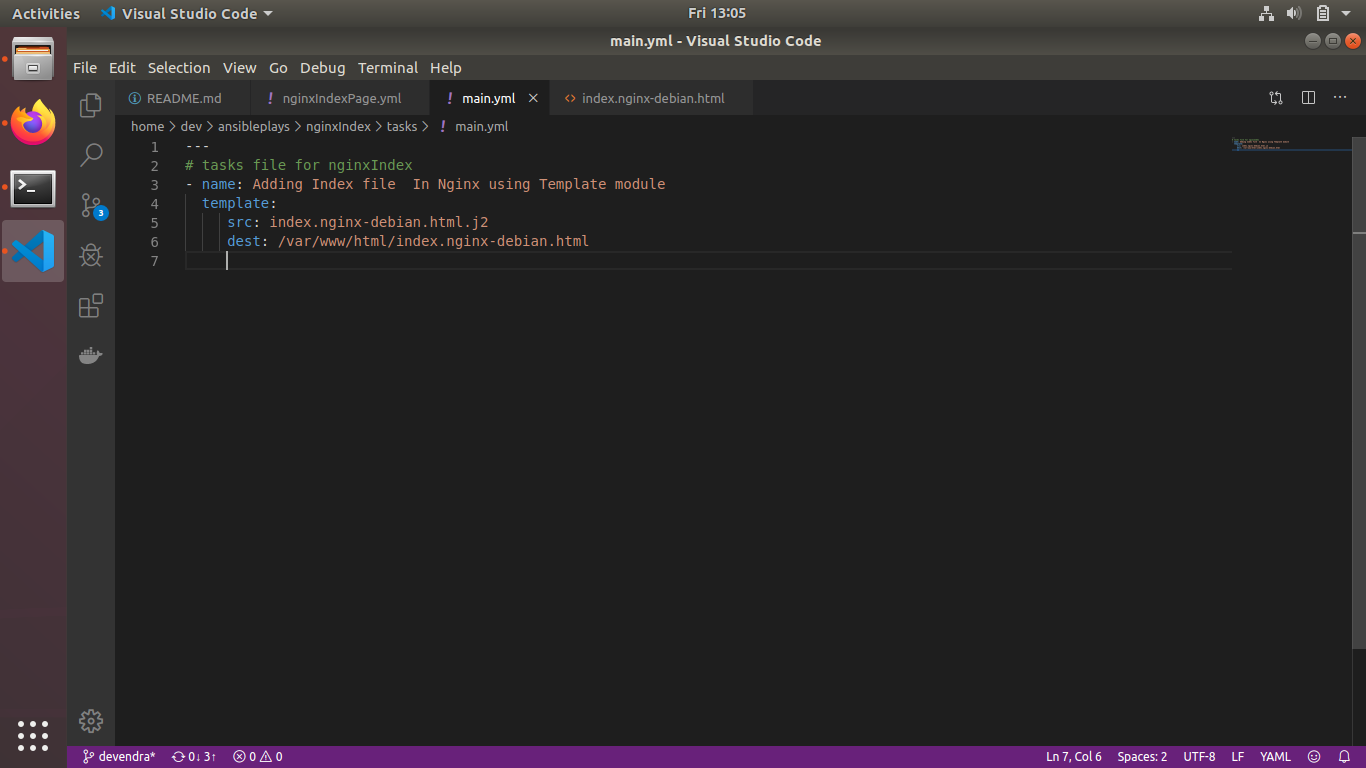 Activities Visual Studio Code Fri 13:05
main.yml - Visual Studio Code
File Edit Selection View Go Debug Terminal Help
README.md ! nginxIndexPage.yml ! main.yml <> index.nginx-debian.html ...
home > dev > ansibleplays > nginxIndex > tasks > ! main.yml
1 ---
2 # tasks file for nginxIndex
3 - name: Adding Index file  In Nginx using Template module
4   template:
5      src: index.nginx-debian.html.j2
6      dest: /var/www/html/index.nginx-debian.html
7
3
devendra* 0↓ 3↑ 0 0 Ln 7, Col 6 Spaces: 2 UTF-8 LF YAML